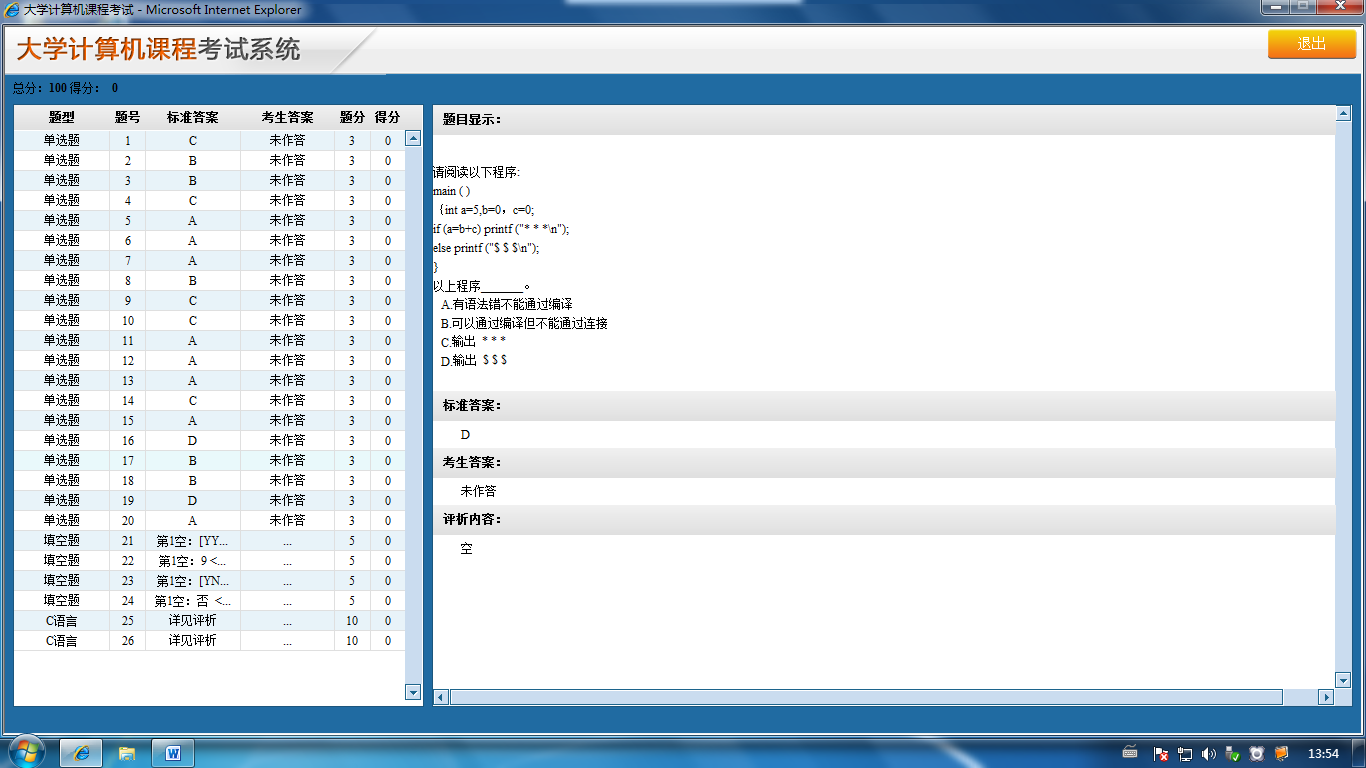 大学计算机课程考试 - Microsoft Internet Explorer
大学计算机课程考试系统
退出
总分：100 得分： 0
题型 题号 标准答案 考生答案 题分 得分
单选题 1 C 未作答 3 0
单选题 2 B 未作答 3 0
单选题 3 B 未作答 3 0
单选题 4 C 未作答 3 0
单选题 5 A 未作答 3 0
单选题 6 A 未作答 3 0
单选题 7 A 未作答 3 0
单选题 8 B 未作答 3 0
单选题 9 C 未作答 3 0
单选题 10 C 未作答 3 0
单选题 11 A 未作答 3 0
单选题 12 A 未作答 3 0
单选题 13 A 未作答 3 0
单选题 14 C 未作答 3 0
单选题 15 A 未作答 3 0
单选题 16 D 未作答 3 0
单选题 17 B 未作答 3 0
单选题 18 B 未作答 3 0
单选题 19 D 未作答 3 0
单选题 20 A 未作答 3 0
填空题 21 第1空：[YY... ... 5 0
填空题 22 第1空：9 <... ... 5 0
填空题 23 第1空：[YN... ... 5 0
填空题 24 第1空：否 <... ... 5 0
C语言 25 详见评析 ... 10 0
C语言 26 详见评析 ... 10 0
题目显示：
请阅读以下程序:
main ( )
｛int a=5,b=0，c=0;
if (a=b+c) printf ("* * *\n");
else printf ("$ $ $\n");
}
以上程序_______。
A.有语法错不能通过编译
B.可以通过编译但不能通过连接
C.输出 * * *
D.输出 $ $ $
标准答案：
D
考生答案：
未作答
评析内容：
空
13:54